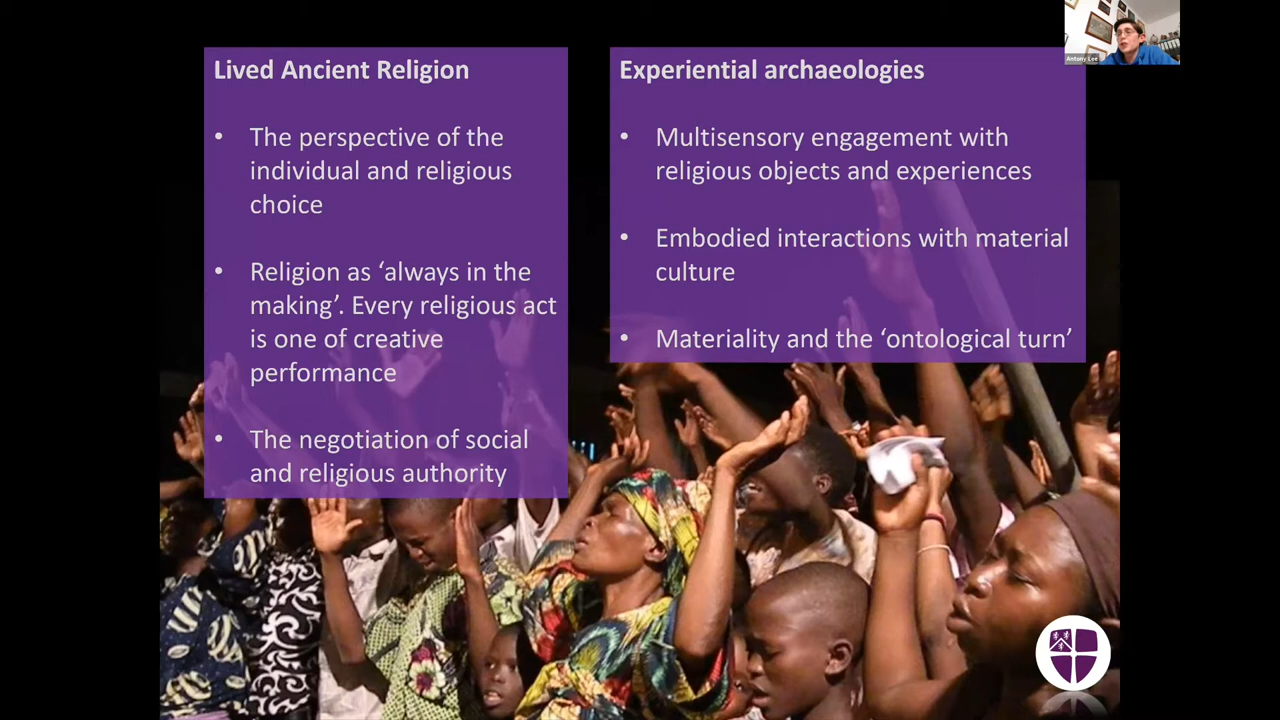 Lived Ancient Religion
• The perspective of the
individual and religious
choice
• Religion as ‘always in the
making’. Every religious act
is one of creative
performance
• The negotiation of social
and religious authority
Experiential archaeologies
• Multisensory engagement with
religious objects and experiences
• Embodied interactions with material
culture
• Materiality and the ‘ontological turn’
Antony Lee